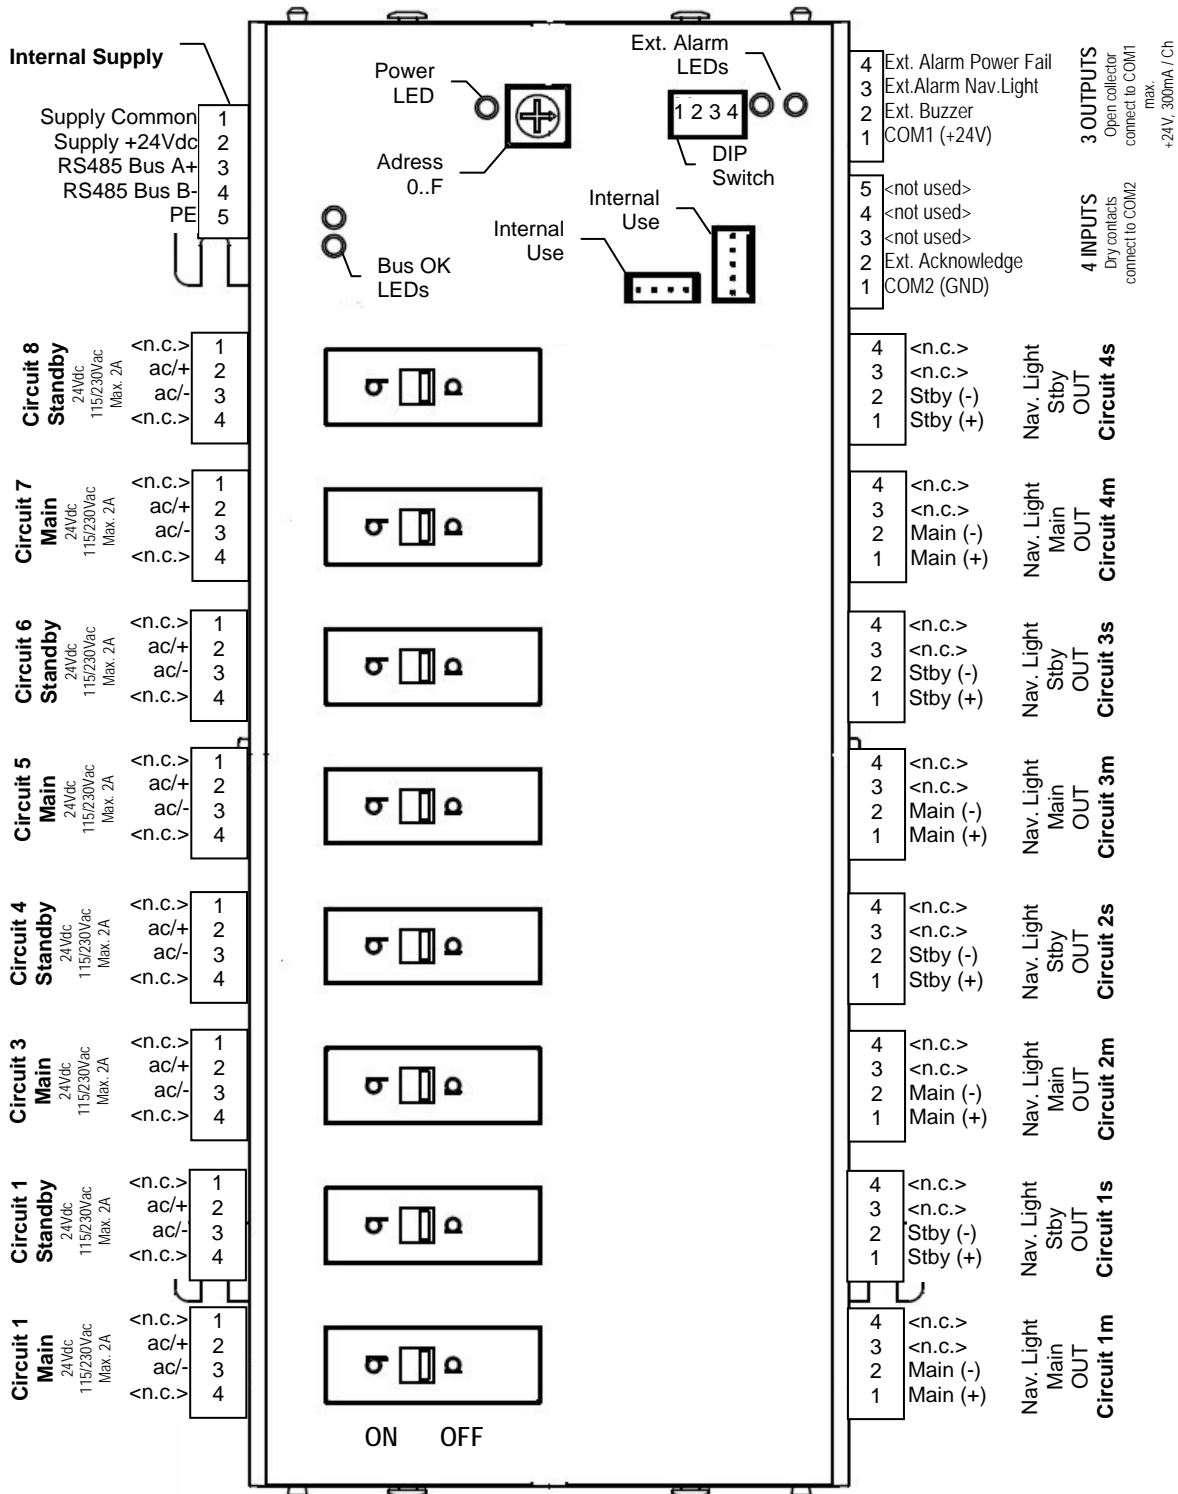 Internal Supply
Supply Common 1
Supply +24Vdc 2
RS485 Bus A+ 3
RS485 Bus B- 4
PE 5
Power
LED
Adress
0..F
Ext. Alarm
LEDs
1 2 3 4
DIP
Switch
Internal
Use
Internal
Use
Bus OK
LEDs
4 Ext. Alarm Power Fail
3 Ext.Alarm Nav.Light
2 Ext. Buzzer
1 COM1 (+24V)
3 OUTPUTS
Open collector
connect to COM1
max.
+24V, 300mA / Ch
5 <not used>
4 <not used>
3 <not used>
2 Ext. Acknowledge
1 COM2 (GND)
4 INPUTS
Dry contacts
connect to COM2
Circuit 8
Standby
24Vdc
115/230Vac
Max. 2A
<n.c.> 1
ac/+ 2
ac/- 3
<n.c.> 4
4 <n.c.>
3 <n.c.>
2 Stby (-)
1 Stby (+)
Nav. Light
Stby
OUT
Circuit 4s
Circuit 7
Main
24Vdc
115/230Vac
Max. 2A
<n.c.> 1
ac/+ 2
ac/- 3
<n.c.> 4
4 <n.c.>
3 <n.c.>
2 Main (-)
1 Main (+)
Nav. Light
Main
OUT
Circuit 4m
Circuit 6
Standby
24Vdc
115/230Vac
Max. 2A
<n.c.> 1
ac/+ 2
ac/- 3
<n.c.> 4
4 <n.c.>
3 <n.c.>
2 Stby (-)
1 Stby (+)
Nav. Light
Stby
OUT
Circuit 3s
Circuit 5
Main
24Vdc
115/230Vac
Max. 2A
<n.c.> 1
ac/+ 2
ac/- 3
<n.c.> 4
4 <n.c.>
3 <n.c.>
2 Main (-)
1 Main (+)
Nav. Light
Main
OUT
Circuit 3m
Circuit 4
Standby
24Vdc
115/230Vac
Max. 2A
<n.c.> 1
ac/+ 2
ac/- 3
<n.c.> 4
4 <n.c.>
3 <n.c.>
2 Stby (-)
1 Stby (+)
Nav. Light
Stby
OUT
Circuit 2s
Circuit 3
Main
24Vdc
115/230Vac
Max. 2A
<n.c.> 1
ac/+ 2
ac/- 3
<n.c.> 4
4 <n.c.>
3 <n.c.>
2 Main (-)
1 Main (+)
Nav. Light
Main
OUT
Circuit 2m
Circuit 1
Standby
24Vdc
115/230Vac
Max. 2A
<n.c.> 1
ac/+ 2
ac/- 3
<n.c.> 4
4 <n.c.>
3 <n.c.>
2 Stby (-)
1 Stby (+)
Nav. Light
Stby
OUT
Circuit 1s
Circuit 1
Main
24Vdc
115/230Vac
Max. 2A
<n.c.> 1
ac/+ 2
ac/- 3
<n.c.> 4
4 <n.c.>
3 <n.c.>
2 Main (-)
1 Main (+)
Nav. Light
Main
OUT
Circuit 1m
ON OFF